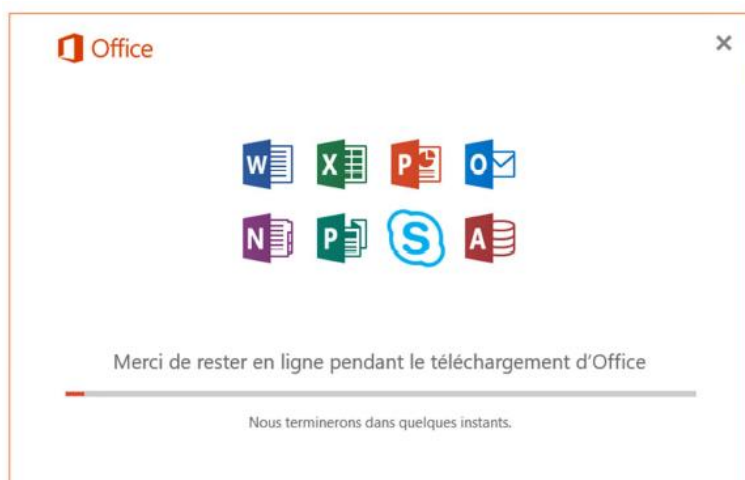 Office
W
X
P
O
N
P
S
A
Merci de rester en ligne pendant le téléchargement d'Office
Nous terminerons dans quelques instants.